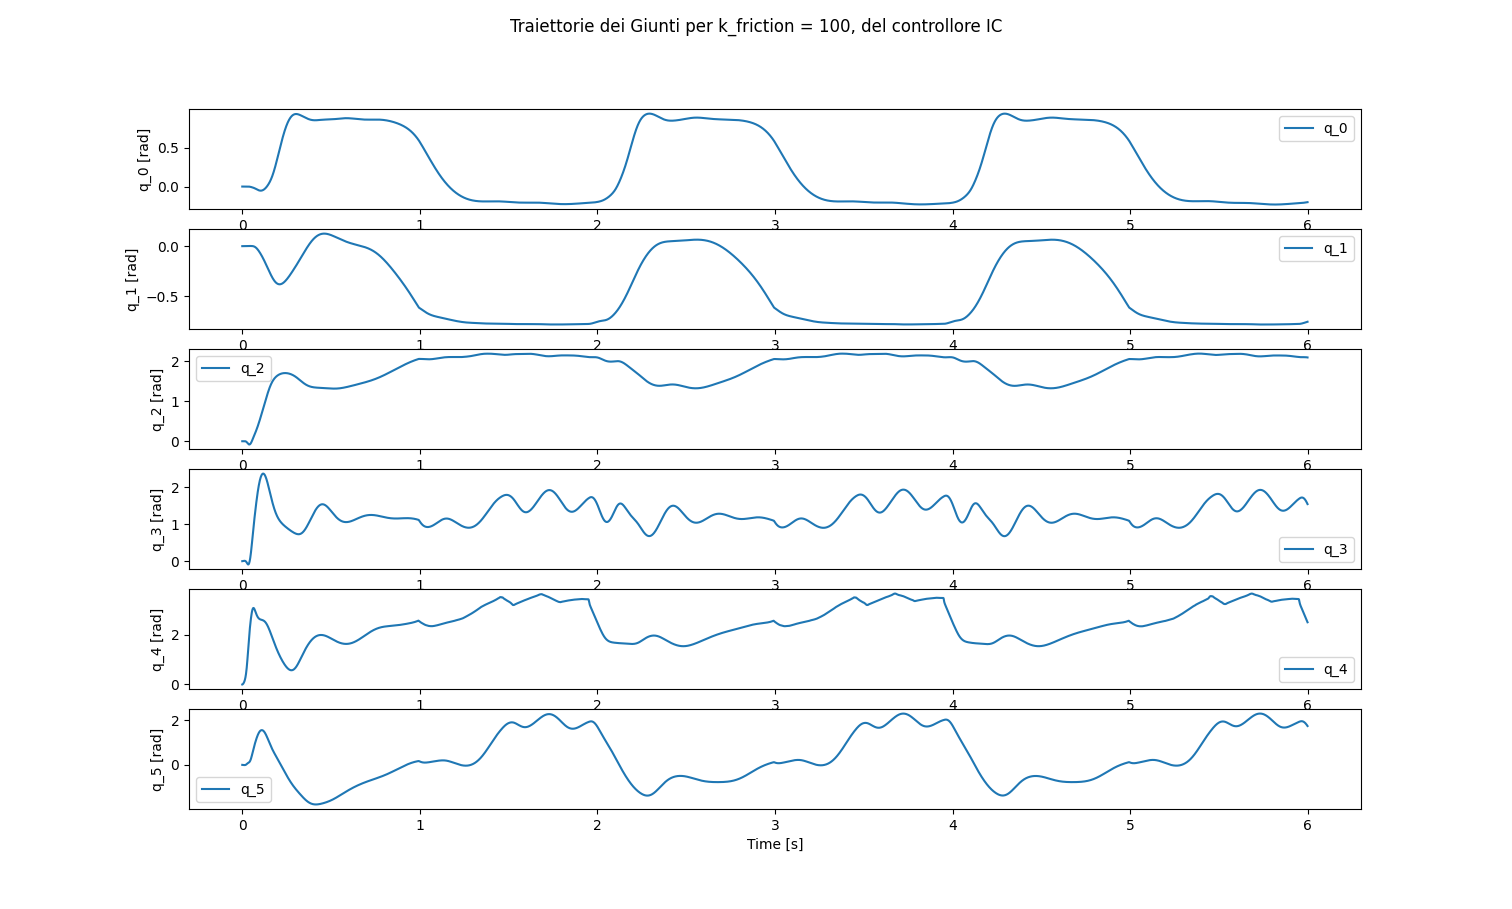 Traiettorie dei Giunti per k_friction = 100, del controllore IC
q_0 [rad]
0.5
0.0
q_0
0 1 2 3 4 5 6
q_1 [rad]
0.0
−0.5
q_1
0 1 2 3 4 5 6
q_2 [rad]
2
1
0
q_2
0 1 2 3 4 5 6
q_3 [rad]
2
1
0
q_3
0 1 2 3 4 5 6
q_4 [rad]
2
0
q_4
0 1 2 3 4 5 6
q_5 [rad]
2
0
q_5
0 1 2 3 4 5 6
Time [s]